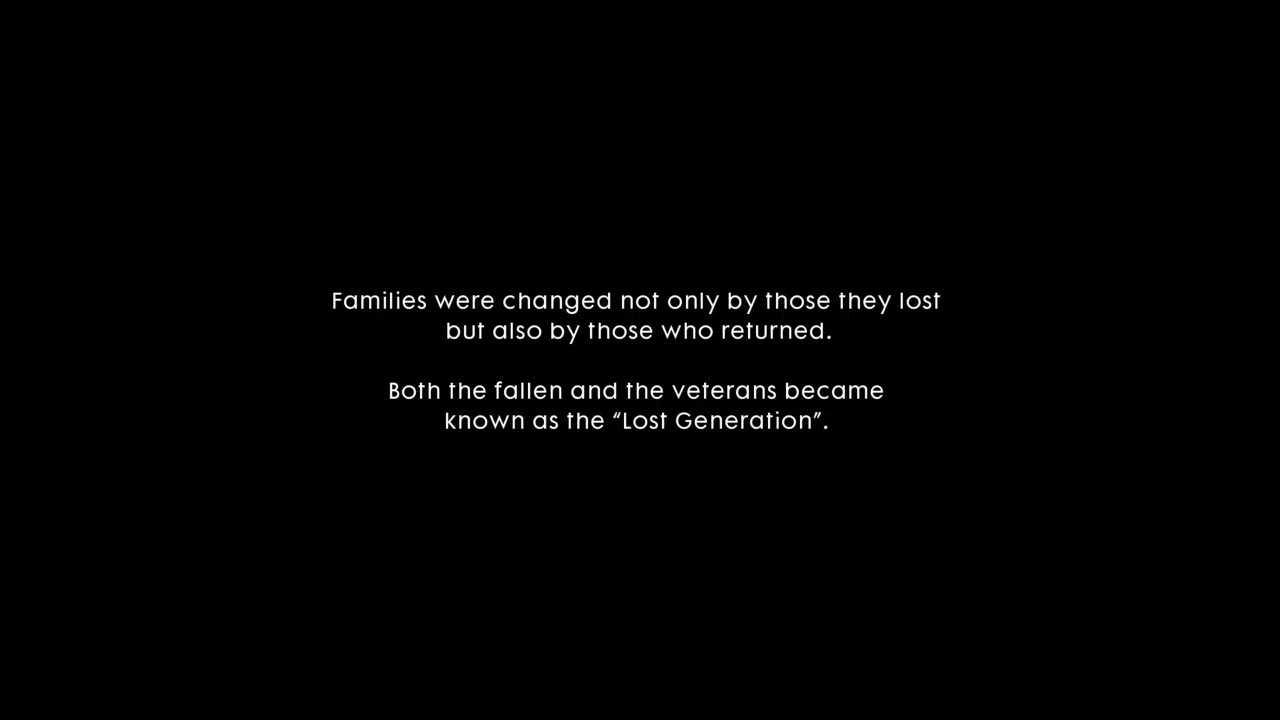 Families were changed not only by those they lost
but also by those who returned.
Both the fallen and the veterans became
known as the “Lost Generation”.